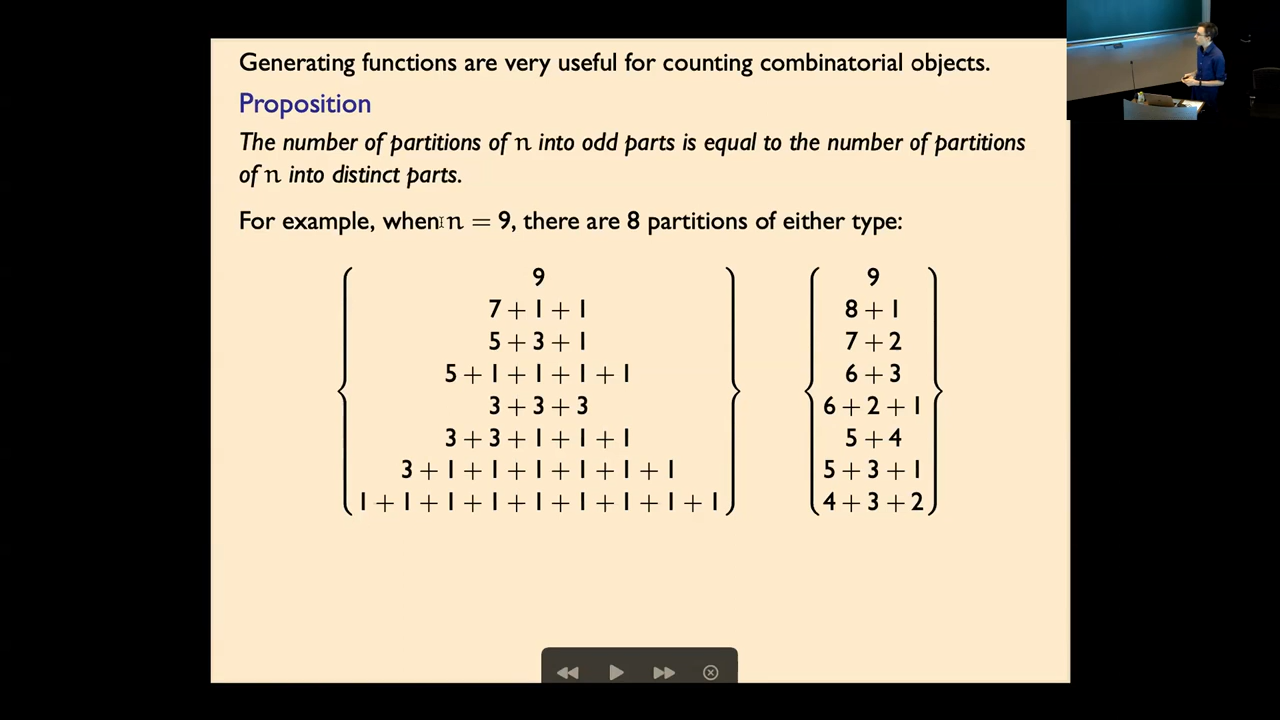 Generating functions are very useful for counting combinatorial objects.
Proposition
The number of partitions of n into odd parts is equal to the number of partitions
of n into distinct parts.
For example, when n = 9, there are 8 partitions of either type:
9
7 + 1 + 1
5 + 3 + 1
5 + 1 + 1 + 1 + 1
3 + 3 + 3
3 + 3 + 1 + 1 + 1
3 + 1 + 1 + 1 + 1 + 1 + 1
1 + 1 + 1 + 1 + 1 + 1 + 1 + 1 + 1
9
8 + 1
7 + 2
6 + 3
6 + 2 + 1
5 + 4
5 + 3 + 1
4 + 3 + 2